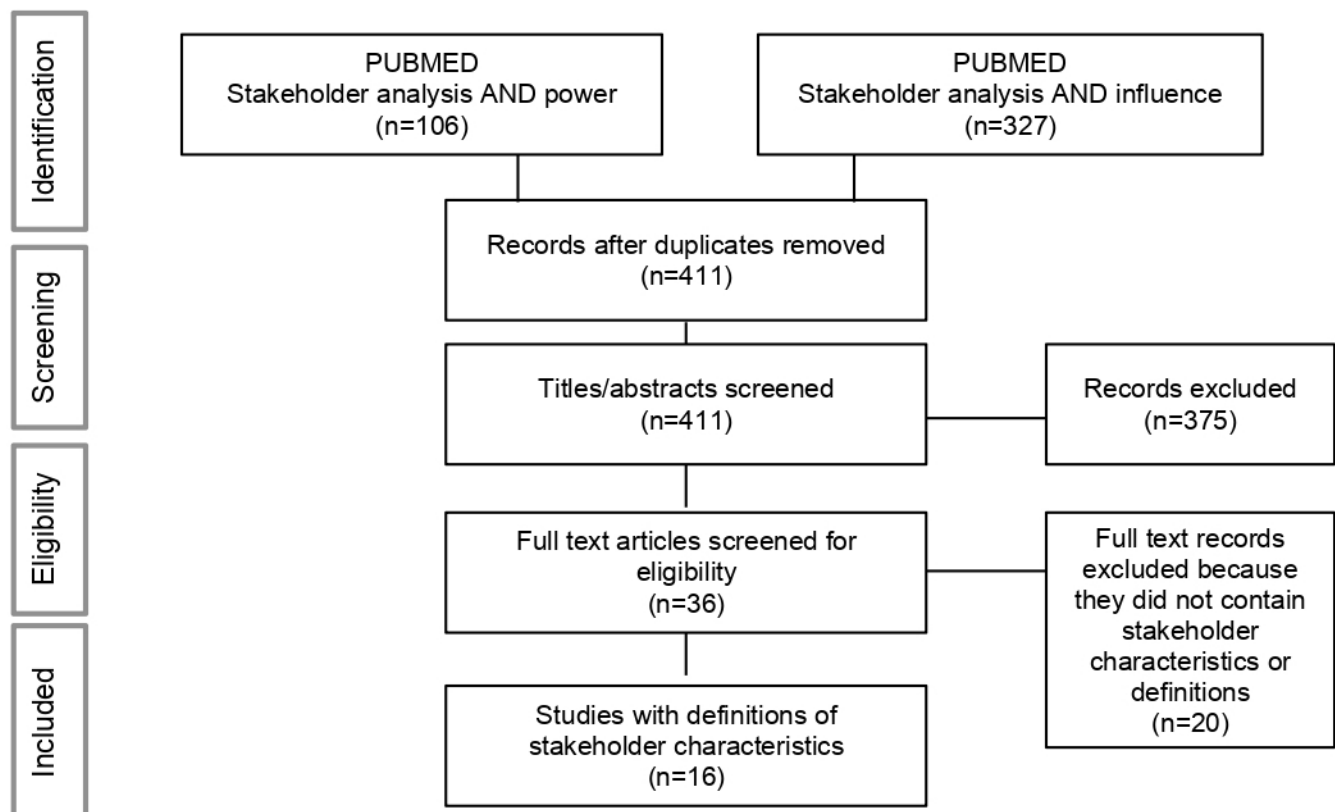 Identification
PUBMED
Stakeholder analysis AND power
(n=106)
PUBMED
Stakeholder analysis AND influence
(n=327)
Records after duplicates removed
(n=411)
Screening
Titles/abstracts screened
(n=411)
Records excluded
(n=375)
Eligibility
Full text articles screened for
eligibility
(n=36)
Full text records
excluded because
they did not contain
stakeholder
characteristics or
definitions
(n=20)
Included
Studies with definitions of
stakeholder characteristics
(n=16)